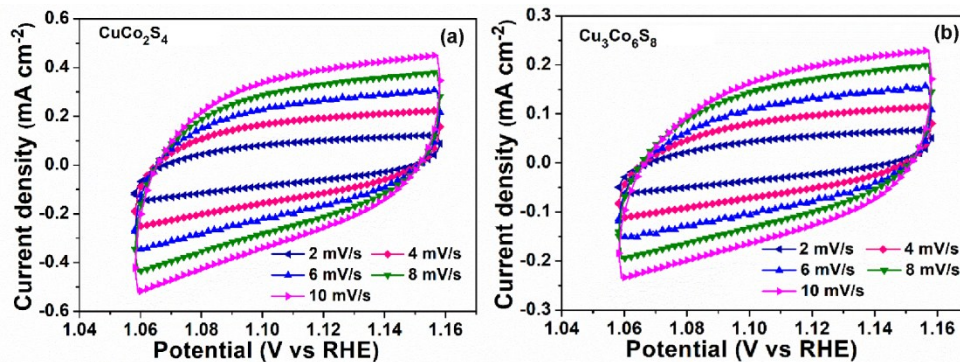 CuCo2S4
(a)
Current density (mA cm-2)
0.6
0.4
0.2
0.0
-0.2
-0.4
-0.6
2 mV/s 4 mV/s
6 mV/s 8 mV/s
10 mV/s
1.04 1.06 1.08 1.10 1.12 1.14 1.16
Potential (V vs RHE)
Cu3Co6S8
(b)
Current density (mA cm-2)
0.3
0.2
0.1
0.0
-0.1
-0.2
-0.3
2 mV/s 4 mV/s
6 mV/s 8 mV/s
10 mV/s
1.04 1.06 1.08 1.10 1.12 1.14 1.16
Potential (V vs RHE)